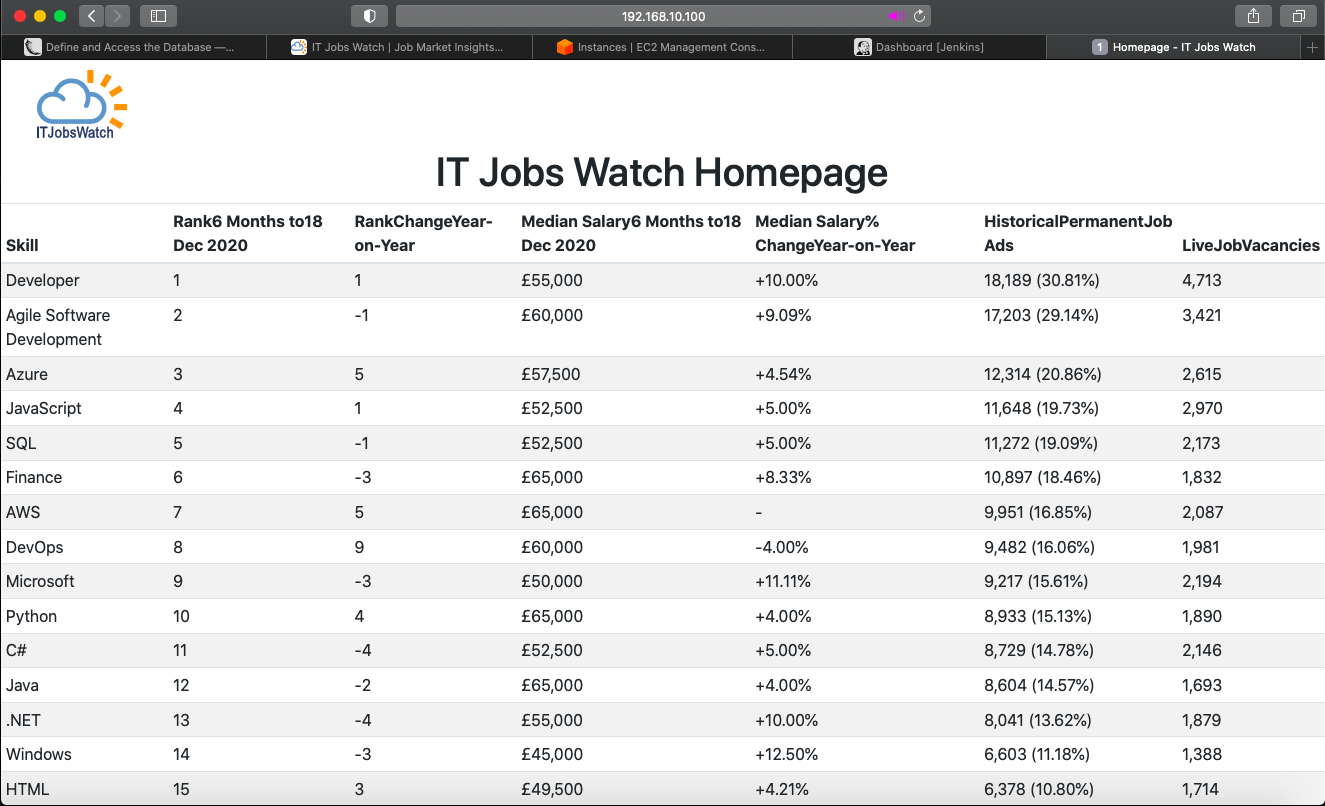 192.168.10.100
Define and Access the Database —...
IT Jobs Watch | Job Market Insights...
Instances | EC2 Management Cons...
Dashboard [Jenkins]
1 Homepage - IT Jobs Watch
ITJobsWatch
IT Jobs Watch Homepage
Skill Rank6 Months to18 Dec 2020 RankChangeYear-on-Year Median Salary6 Months to18 Dec 2020 Median Salary% ChangeYear-on-Year HistoricalPermanentJob Ads LiveJobVacancies
Developer 1 1 £55,000 +10.00% 18,189 (30.81%) 4,713
Agile Software Development 2 -1 £60,000 +9.09% 17,203 (29.14%) 3,421
Azure 3 5 £57,500 +4.54% 12,314 (20.86%) 2,615
JavaScript 4 1 £52,500 +5.00% 11,648 (19.73%) 2,970
SQL 5 -1 £52,500 +5.00% 11,272 (19.09%) 2,173
Finance 6 -3 £65,000 +8.33% 10,897 (18.46%) 1,832
AWS 7 5 £65,000 - 9,951 (16.85%) 2,087
DevOps 8 9 £60,000 -4.00% 9,482 (16.06%) 1,981
Microsoft 9 -3 £50,000 +11.11% 9,217 (15.61%) 2,194
Python 10 4 £65,000 +4.00% 8,933 (15.13%) 1,890
C# 11 -4 £52,500 +5.00% 8,729 (14.78%) 2,146
Java 12 -2 £65,000 +4.00% 8,604 (14.57%) 1,693
.NET 13 -4 £55,000 +10.00% 8,041 (13.62%) 1,879
Windows 14 -3 £45,000 +12.50% 6,603 (11.18%) 1,388
HTML 15 3 £49,500 +4.21% 6,378 (10.80%) 1,714